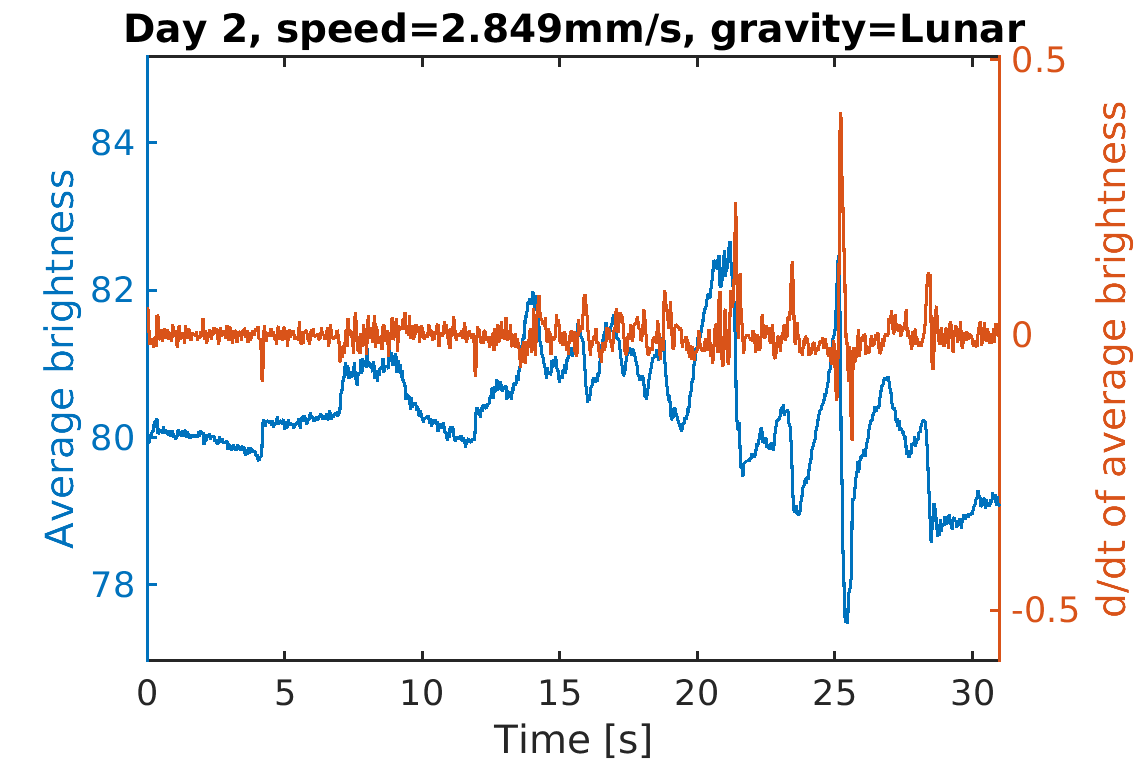 Day 2, speed=2.849mm/s, gravity=Lunar
84
82
80
78
Average brightness
0.5
0
-0.5
d/dt of average brightness
0 5 10 15 20 25 30
Time [s]